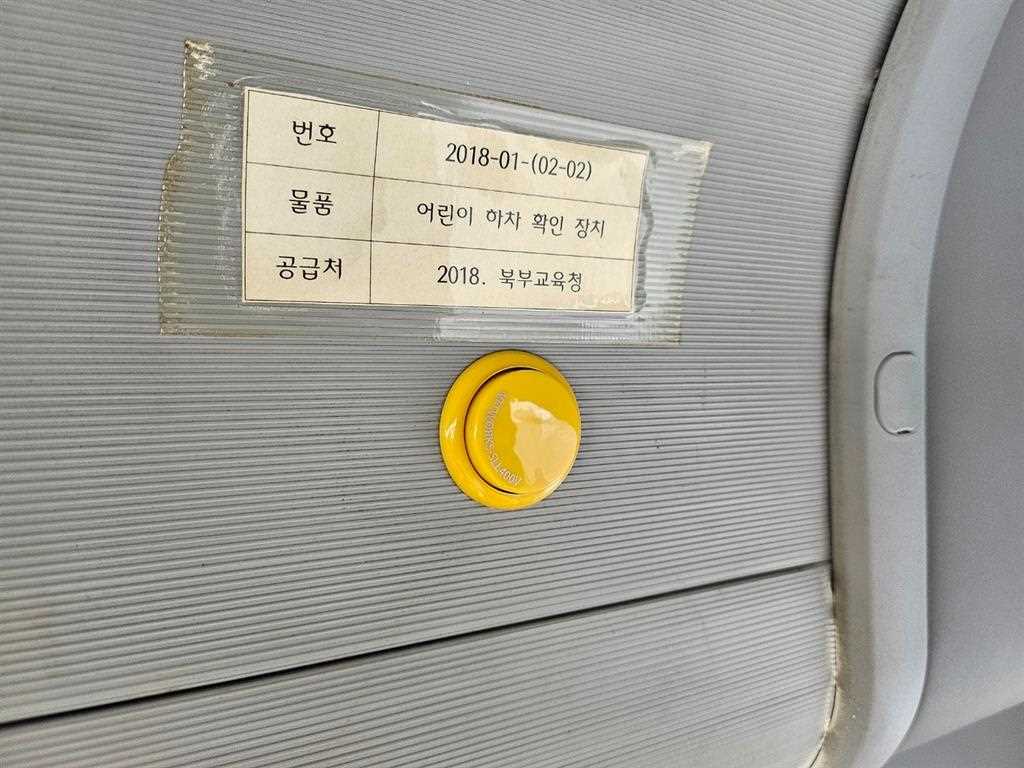 번호 2018-01-(02-02)
물품 어린이 하차 확인 장치
공급처 2018. 북부교육청